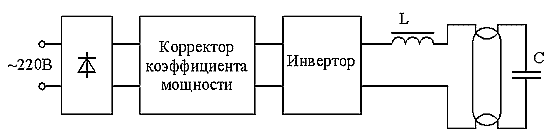 ~220В
Корректор
коэффициента
мощности
Инвертор
L
C